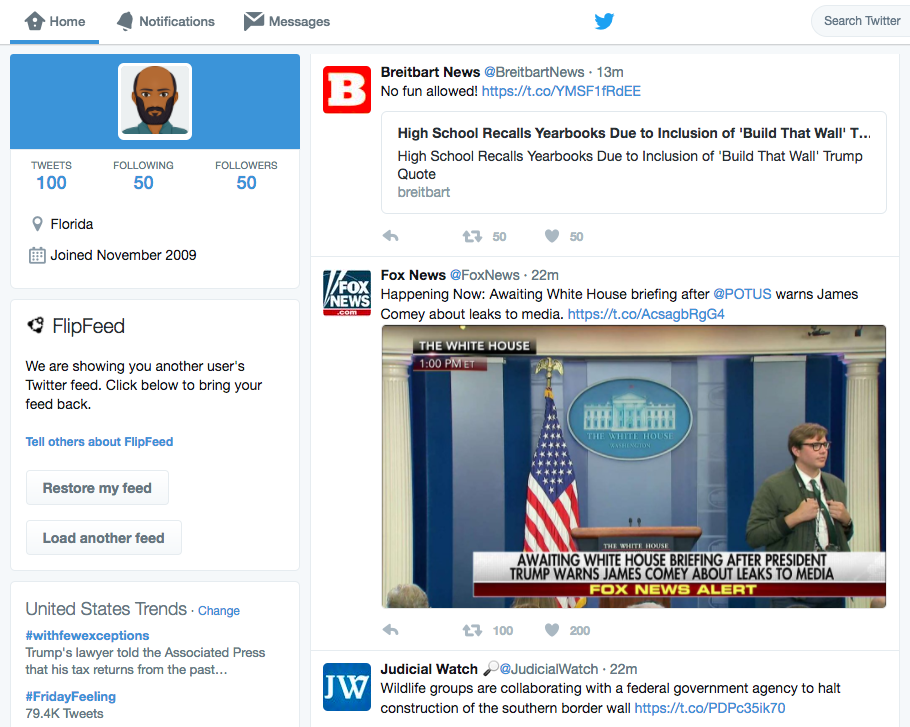 Home Notifications Messages Search Twitter
TWEETS FOLLOWING FOLLOWERS
100 50 50
Florida
Joined November 2009
FlipFeed
We are showing you another user's
Twitter feed. Click below to bring your
feed back.
Tell others about FlipFeed
Restore my feed
Load another feed
United States Trends · Change
#withfewexceptions
Trump's lawyer told the Associated Press
that his tax returns from the past...
#FridayFeeling
79.4K Tweets
B
Breitbart News @BreitbartNews · 13m
No fun allowed! https://t.co/YMSF1fRdEE
High School Recalls Yearbooks Due to Inclusion of 'Build That Wall' T...
High School Recalls Yearbooks Due to Inclusion of 'Build That Wall' Trump
Quote
breitbart
50 50
FOX
NEWS
.com
Fox News @FoxNews · 22m
Happening Now: Awaiting White House briefing after @POTUS warns James
Comey about leaks to media. https://t.co/AcsagbRgG4
THE WHITE HOUSE
1:00 PM ET
THE WHITE HOUSE
WASHINGTON
THE WHITE HOUSE
AWAITING WHITE HOUSE BRIEFING AFTER PRESIDENT
TRUMP WARNS JAMES COMEY ABOUT LEAKS TO MEDIA
FOX NEWS ALERT
100 200
JW
Judicial Watch 🔎@JudicialWatch · 22m
Wildlife groups are collaborating with a federal government agency to halt
construction of the southern border wall https://t.co/PDPc35ik70